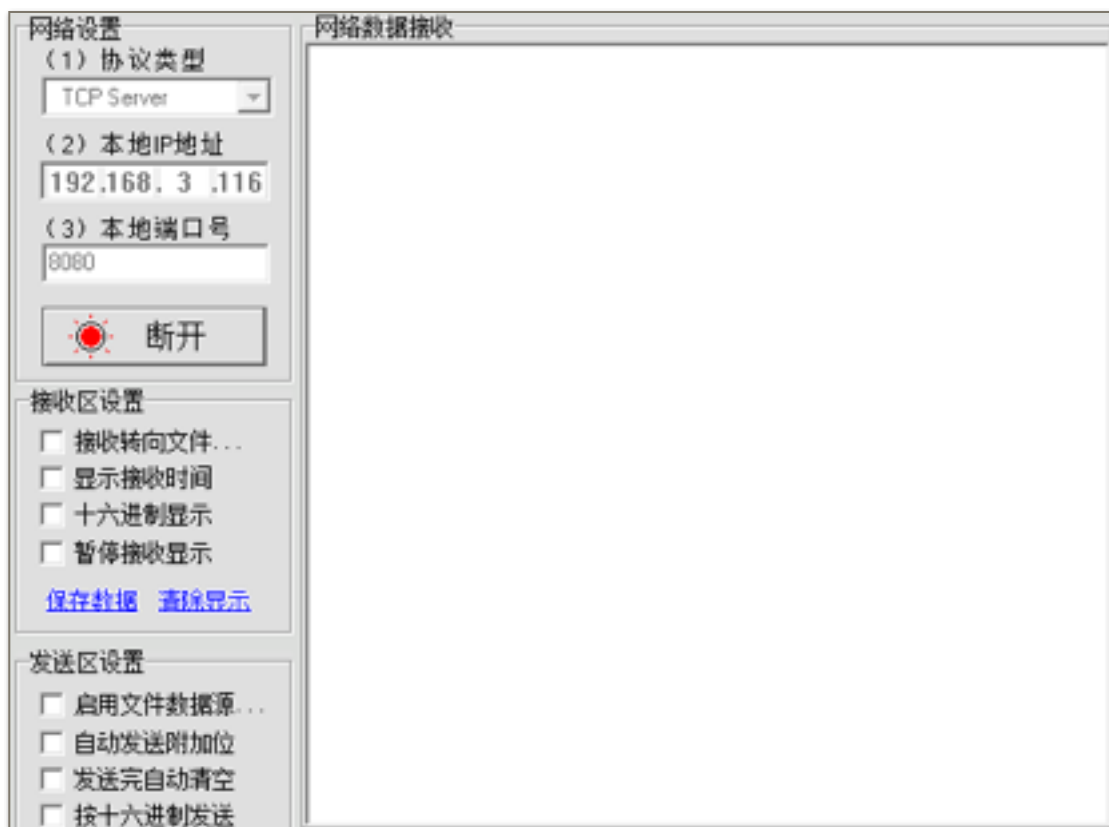 网络设置
（1）协议类型
TCP Server
（2）本地IP地址
192.168. 3 .116
（3）本地端口号
8080
断开
接收区设置
接收转向文件...
显示接收时间
十六进制显示
暂停接收显示
保存数据 清除显示
发送区设置
启用文件数据源...
自动发送附加位
发送完自动清空
按十六进制发送
网络数据接收